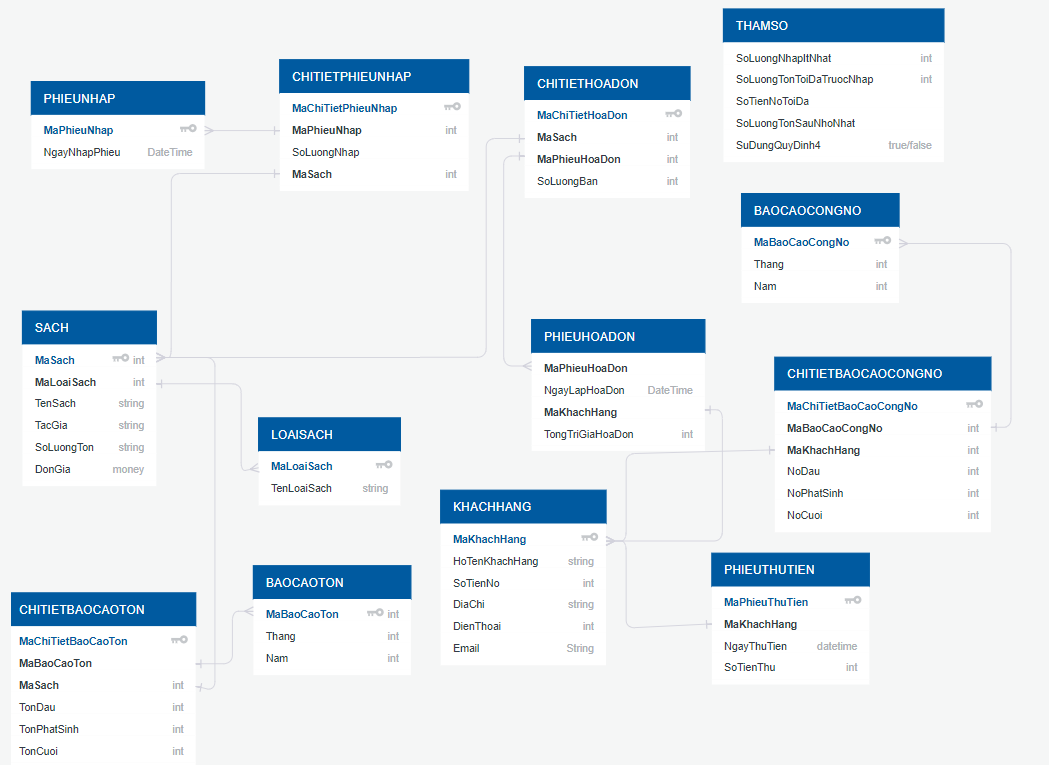 THAMSO
SoLuongNhapItNhat int
SoLuongTonToiDaTruocNhap int
SoTienNoToiDa
SoLuongTonSauNhoNhat
SuDungQuyDinh4 true/false
PHIEUNHAP
MaPhieuNhap
NgayNhapPhieu DateTime
CHITIETPHIEUNHAP
MaChiTietPhieuNhap
MaPhieuNhap int
SoLuongNhap
MaSach int
CHITIETHOADON
MaChiTietHoaDon
MaSach int
MaPhieuHoaDon int
SoLuongBan int
BAOCAOCONGNO
MaBaoCaoCongNo
Thang int
Nam int
SACH
MaSach int
MaLoaiSach int
TenSach string
TacGia string
SoLuongTon string
DonGia money
LOAISACH
MaLoaiSach
TenLoaiSach string
PHIEUHOADON
MaPhieuHoaDon
NgayLapHoaDon DateTime
MaKhachHang
TongTriGiaHoaDon int
CHITIETBAOCAOCONGNO
MaChiTietBaoCaoCongNo
MaBaoCaoCongNo int
MaKhachHang int
NoDau int
NoPhatSinh int
NoCuoi int
KHACHHANG
MaKhachHang
HoTenKhachHang string
SoTienNo int
DiaChi string
DienThoai int
Email String
PHIEUTHUTIEN
MaPhieuThuTien
MaKhachHang
NgayThuTien datetime
SoTienThu int
BAOCAOTON
MaBaoCaoTon int
Thang int
Nam int
CHITIETBAOCAOTON
MaChiTietBaoCaoTon
MaBaoCaoTon
MaSach int
TonDau int
TonPhatSinh int
TonCuoi int